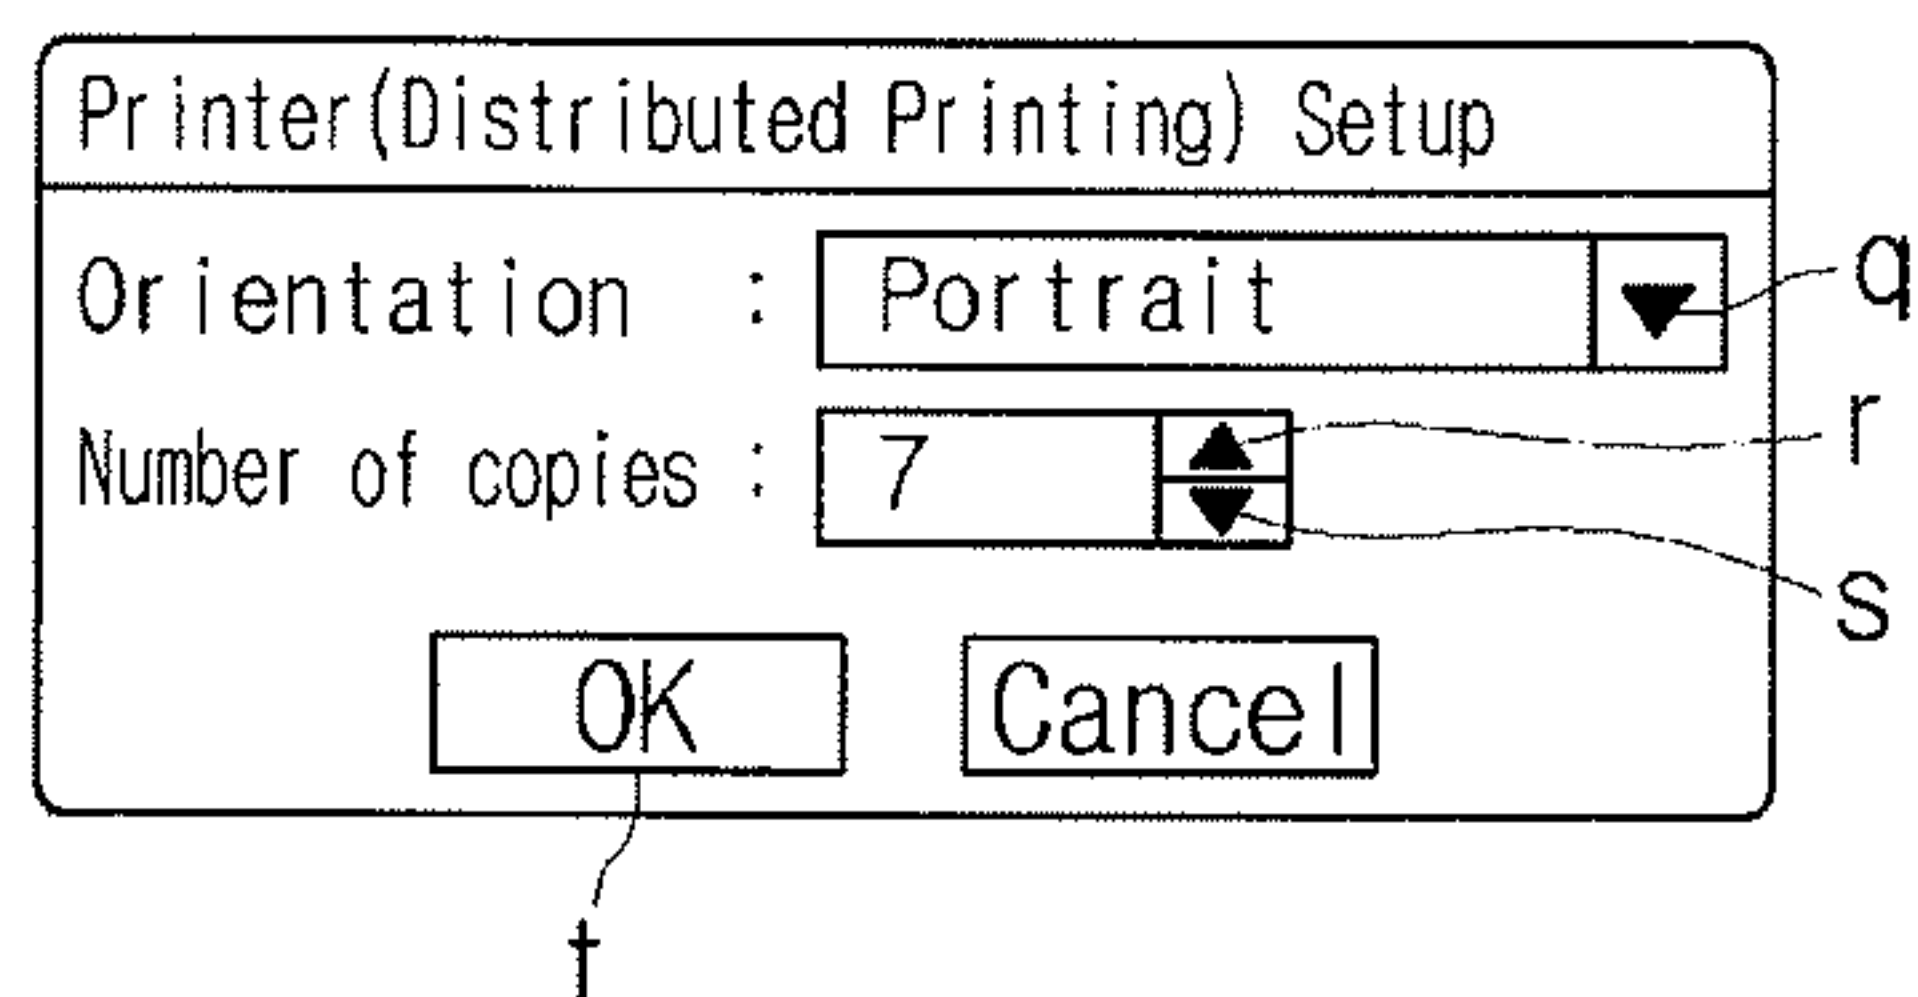 Printer(Distributed Printing) Setup
Orientation : Portrait
q
Number of copies : 7
r
s
OK Cancel
t